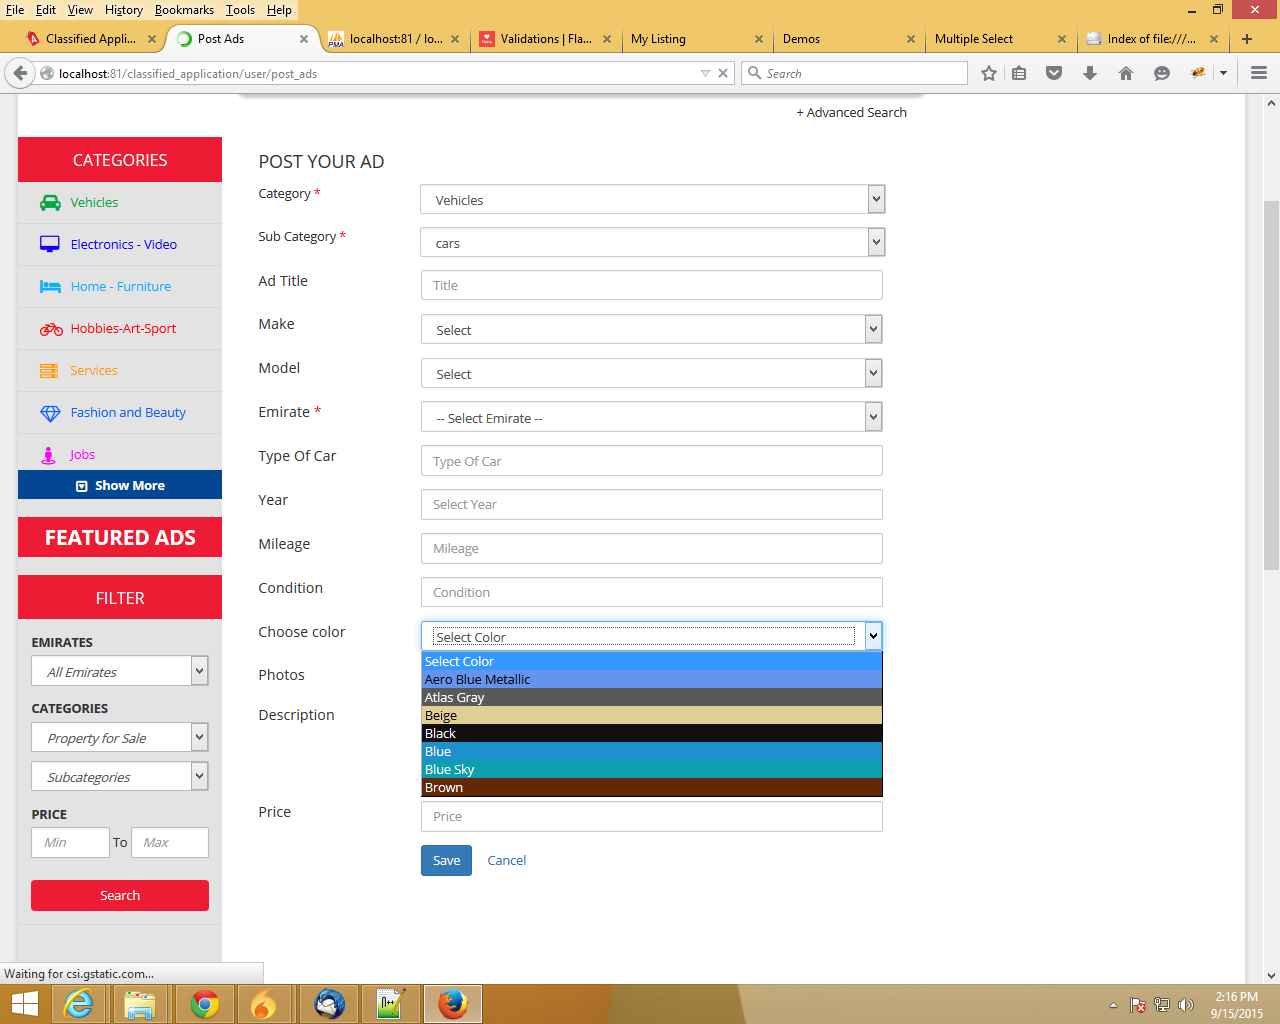 File Edit View History Bookmarks Tools Help
Classified Appli... Post Ads localhost:81 / lo... Validations | Fla... My Listing Demos Multiple Select Index of file:///...
localhost:81/classified_application/user/post_ads Search
+ Advanced Search
CATEGORIES
Vehicles
Electronics - Video
Home - Furniture
Hobbies-Art-Sport
Services
Fashion and Beauty
Jobs
Show More
FEATURED ADS
FILTER
EMIRATES
All Emirates
CATEGORIES
Property for Sale
Subcategories
PRICE
Min To Max
Search
POST YOUR AD
Category * Vehicles
Sub Category * cars
Ad Title Title
Make Select
Model Select
Emirate * -- Select Emirate --
Type Of Car Type Of Car
Year Select Year
Mileage Mileage
Condition Condition
Choose color Select Color
Select Color
Aero Blue Metallic
Atlas Gray
Beige
Black
Blue
Blue Sky
Brown
Photos
Description
Price Price
Save Cancel
Waiting for csi.gstatic.com...
2:16 PM
9/15/2015